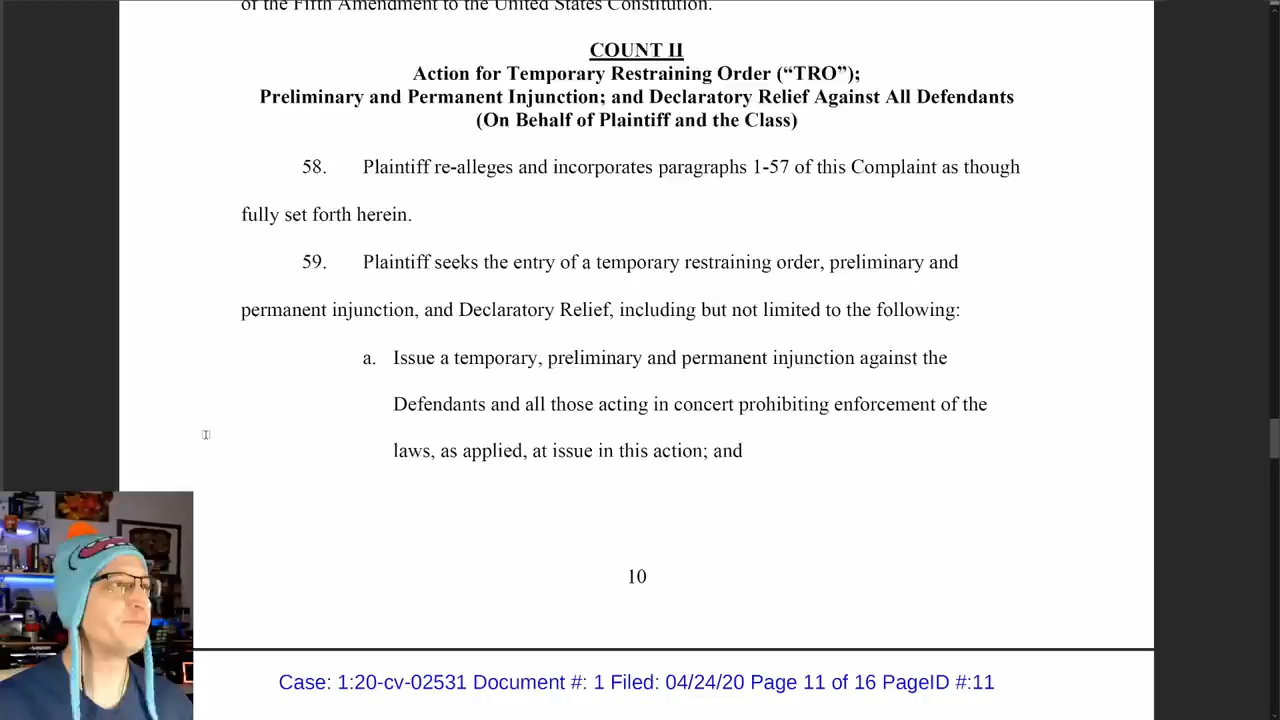 of the Fifth Amendment to the United States Constitution.
COUNT II
Action for Temporary Restraining Order (“TRO”);
Preliminary and Permanent Injunction; and Declaratory Relief Against All Defendants
(On Behalf of Plaintiff and the Class)
58. Plaintiff re-alleges and incorporates paragraphs 1-57 of this Complaint as though
fully set forth herein.
59. Plaintiff seeks the entry of a temporary restraining order, preliminary and
permanent injunction, and Declaratory Relief, including but not limited to the following:
a. Issue a temporary, preliminary and permanent injunction against the
Defendants and all those acting in concert prohibiting enforcement of the
laws, as applied, at issue in this action; and
10
Case: 1:20-cv-02531 Document #: 1 Filed: 04/24/20 Page 11 of 16 PageID #:11